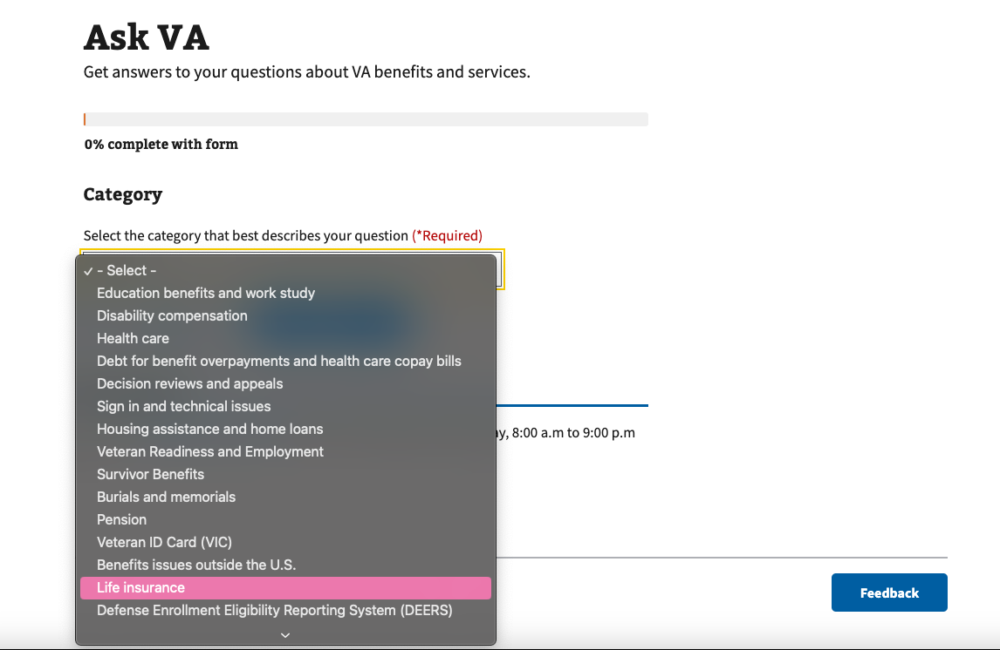 Ask VA
Get answers to your questions about VA benefits and services.
0% complete with form
Category
Select the category that best describes your question (*Required)
✓ - Select -
Education benefits and work study
Disability compensation
Health care
Debt for benefit overpayments and health care copay bills
Decision reviews and appeals
Sign in and technical issues
Housing assistance and home loans
8:00 a.m to 9:00 p.m
Veteran Readiness and Employment
Survivor Benefits
Burials and memorials
Pension
Veteran ID Card (VIC)
Benefits issues outside the U.S.
Life insurance
Defense Enrollment Eligibility Reporting System (DEERS)
Feedback